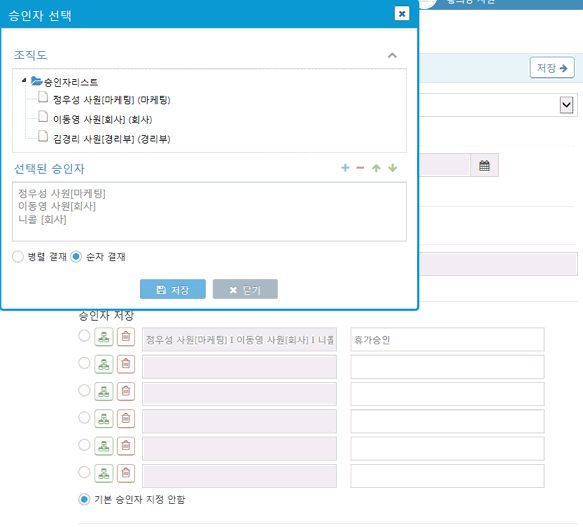 승인자 선택
조직도
승인자리스트
정우성 사원[마케팅] (마케팅)
이동영 사원[회사] (회사)
김경리 사원[경리부] (경리부)
선택된 승인자
정우성 사원[마케팅]
이동영 사원[회사]
니콜 [회사]
병렬 결재 순차 결재
저장 닫기
저장
승인자 저장
정우성 사원[마케팅] I 이동영 사원[회사] I 니콜 휴가승인
기본 승인자 지정 안함